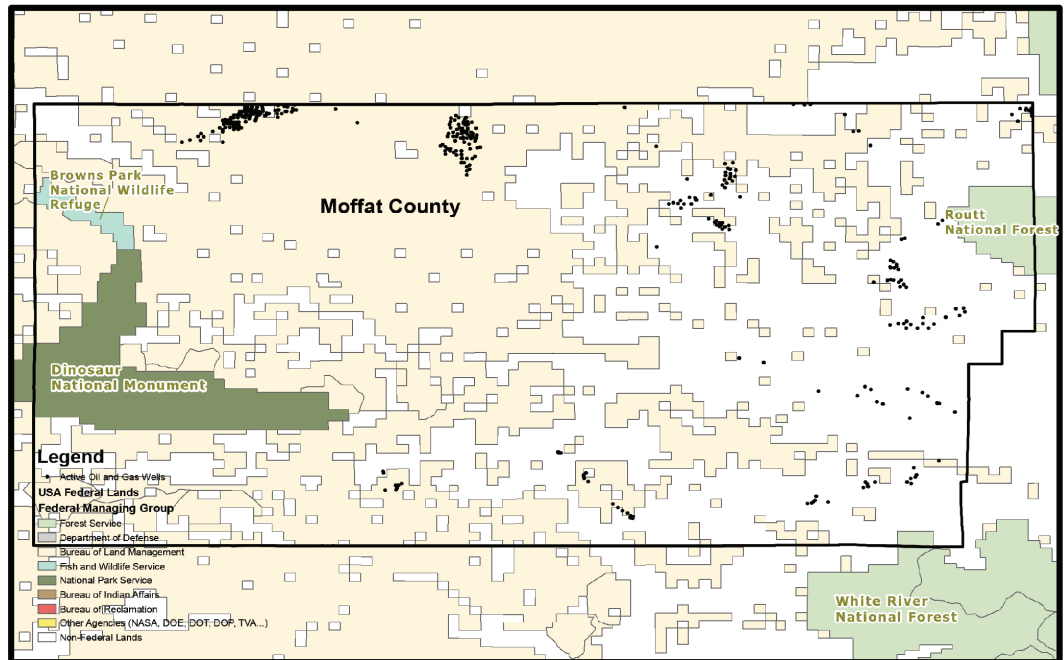 Browns Park
National Wildlife
Refuge
Moffat County
Routt
National Forest
Dinosaur
National Monument
Legend
Active Oil and Gas Wells
USA Federal Lands
Federal Managing Group
Forest Service
Department of Defense
Bureau of Land Management
Fish and Wildlife Service
National Park Service
Bureau of Indian Affairs
Bureau of Reclamation
Other Agencies (NASA, DOE, DOT, DOP, TVA...)
Non-Federal Lands
White River
National Forest